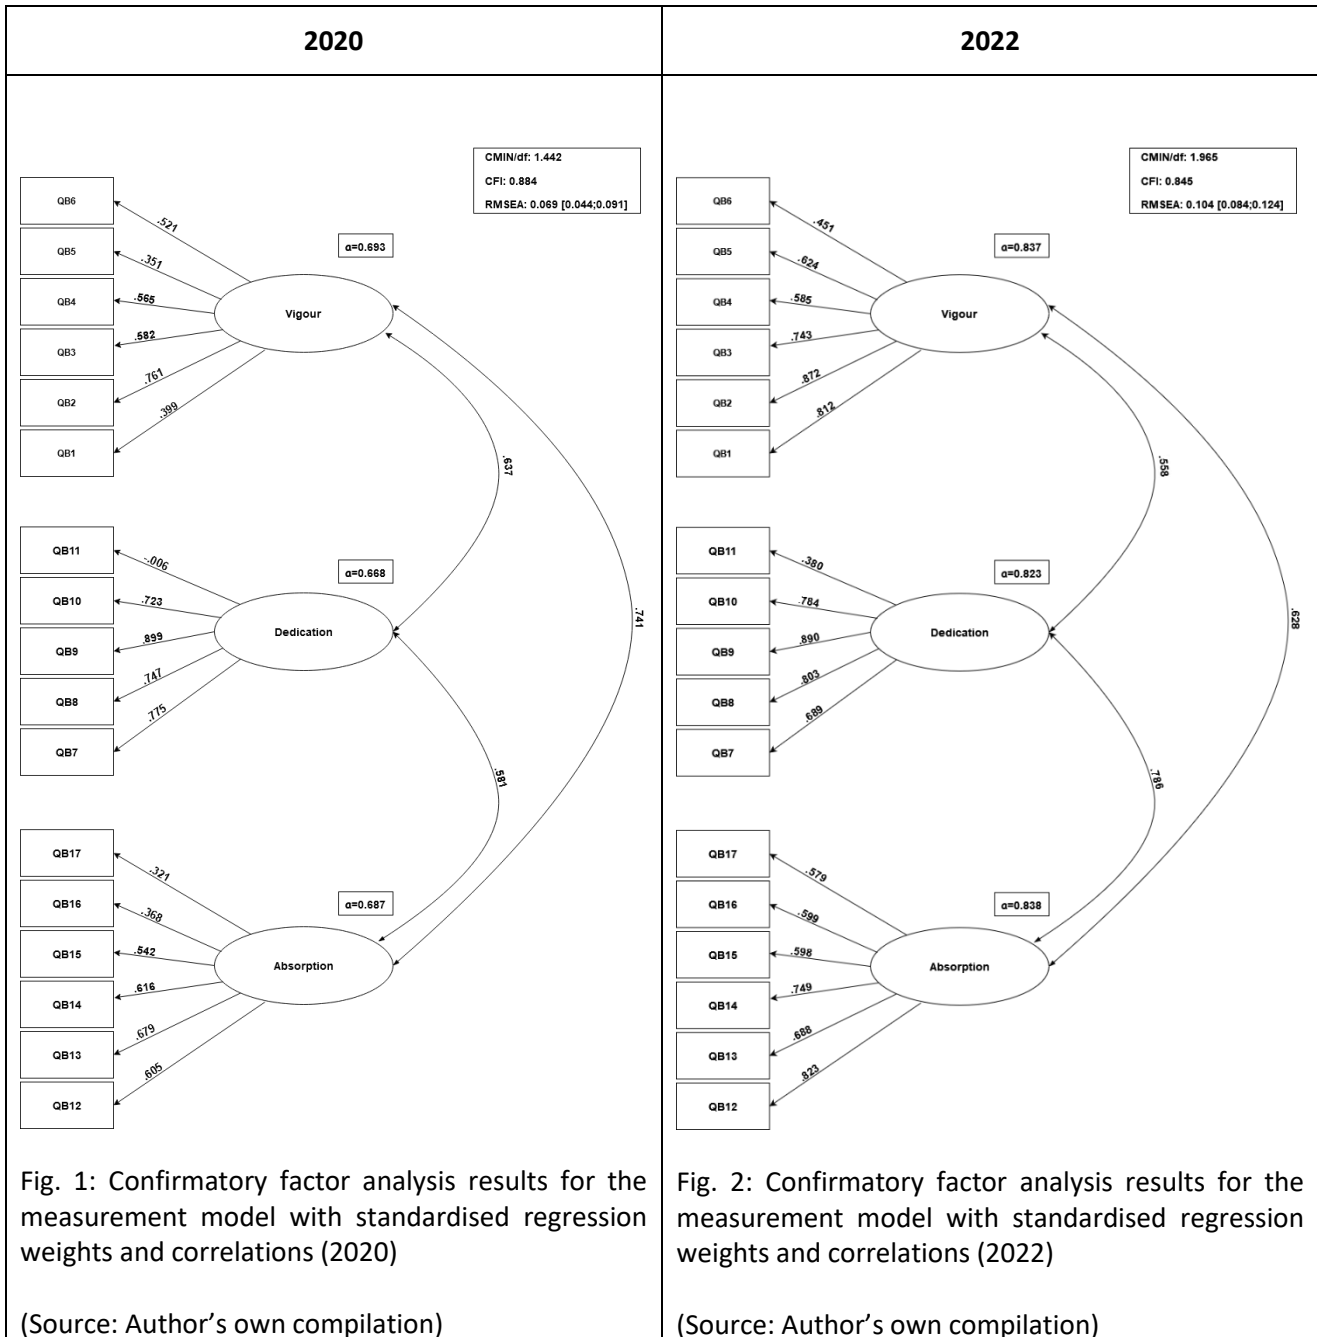 2020
2022
CMIN/df: 1.442
CFI: 0.884
RMSEA: 0.069 [0.044;0.091]
QB6
QB5
QB4
QB3
QB2
QB1
.521
.351
.565
.582
.761
.399
α=0.693
Vigour
.637
.741
QB11
QB10
QB9
QB8
QB7
-.006
.723
.899
.747
.775
α=0.668
Dedication
.581
QB17
QB16
QB15
QB14
QB13
QB12
.321
.368
.542
.616
.679
.605
α=0.687
Absorption
Fig. 1: Confirmatory factor analysis results for the
measurement model with standardised regression
weights and correlations (2020)
(Source: Author’s own compilation)
CMIN/df: 1.965
CFI: 0.845
RMSEA: 0.104 [0.084;0.124]
QB6
QB5
QB4
QB3
QB2
QB1
.451
.624
.585
.743
.872
.812
α=0.837
Vigour
.558
.628
QB11
QB10
QB9
QB8
QB7
.380
.784
.890
.803
.689
α=0.823
Dedication
.786
QB17
QB16
QB15
QB14
QB13
QB12
.579
.599
.598
.749
.688
.823
α=0.838
Absorption
Fig. 2: Confirmatory factor analysis results for the
measurement model with standardised regression
weights and correlations (2022)
(Source: Author’s own compilation)